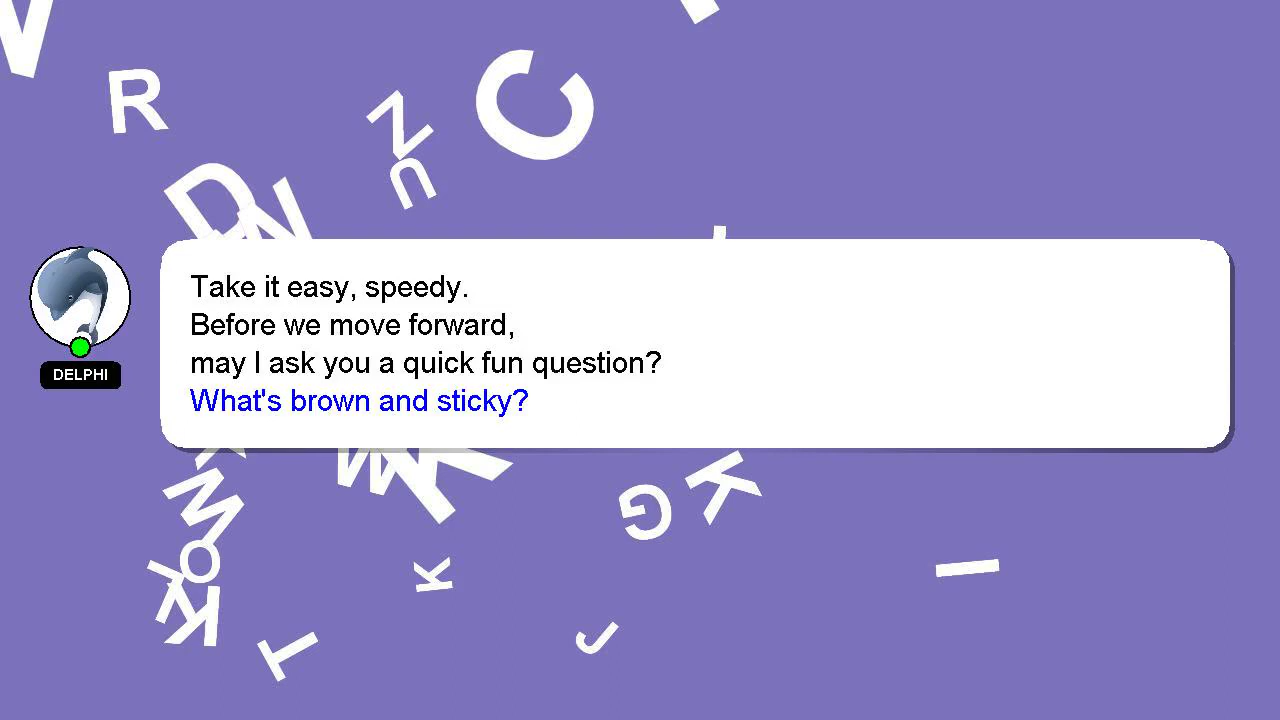 V
R
C
Z
U
D
N
Take it easy, speedy.
Before we move forward,
may I ask you a quick fun question?
What's brown and sticky?
DELPHI
W
K
K
G
W
O
K
K
I
T
J